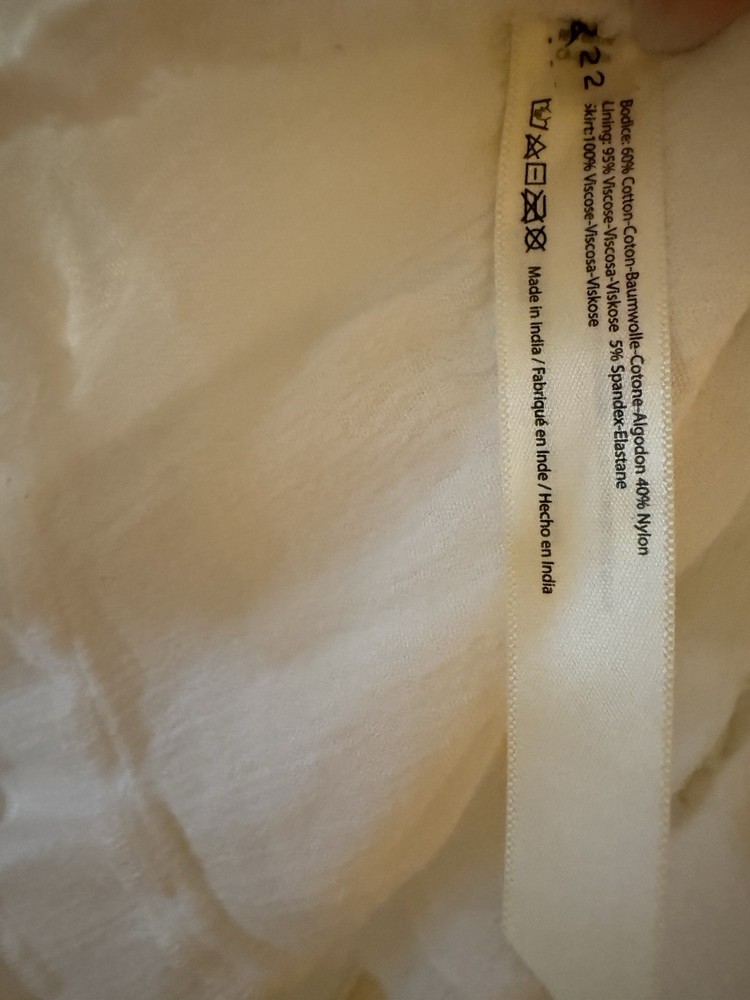 222
Bodice: 60% Cotton-Coton-Baumwolle-Cotone-Algodon 40% Nylon
Lining: 95% Viscose-Viscosa-Viskose 5% Spandex-Elastane
Skirt:100% Viscose-Viscosa-Viskose
Made in India / Fabriqué en Inde / Hecho en India